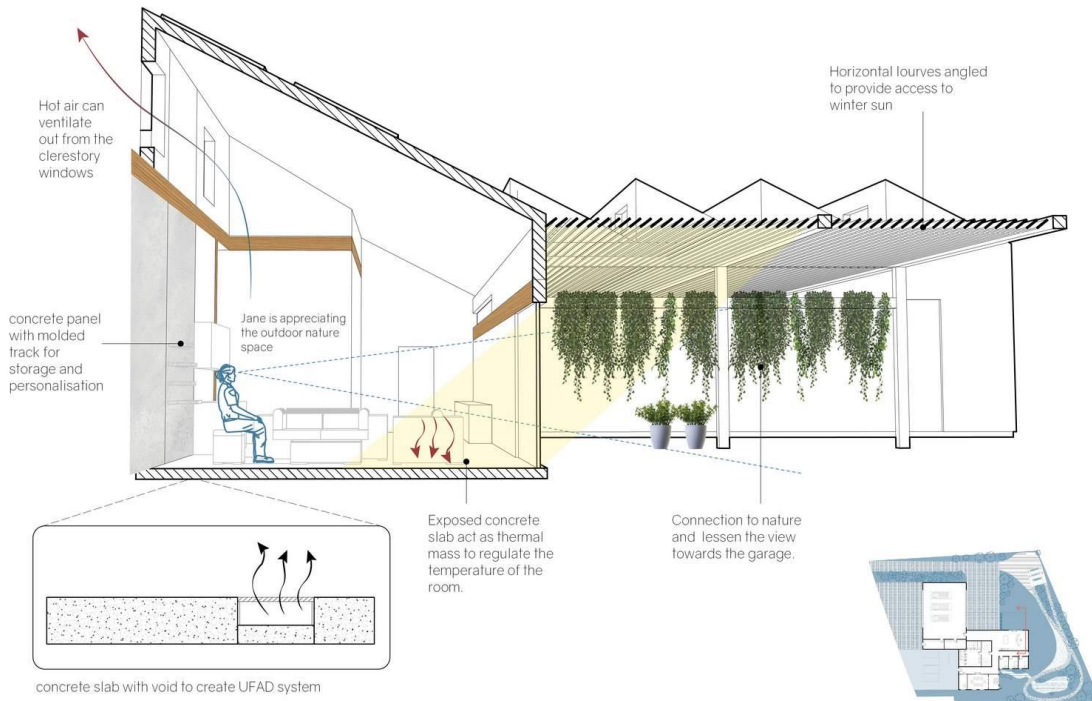 Hot air can
ventilate
out from the
clerestory
windows
Horizontal lourves angled
to provide access to
winter sun
concrete panel
with molded
track for
storage and
personalisation
Jane is appreciating
the outdoor nature
space
Exposed concrete
slab act as thermal
mass to regulate the
temperature of the
room.
Connection to nature
and lessen the view
towards the garage.
concrete slab with void to create UFAD system